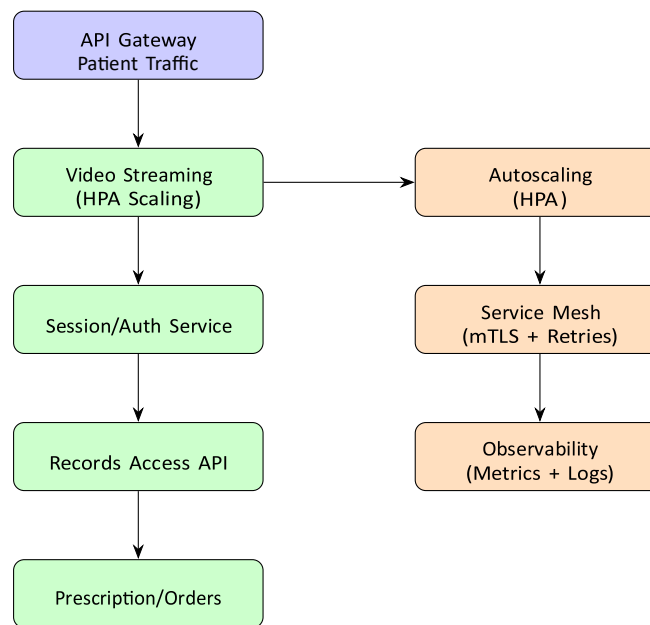 API Gateway
Patient Traffic
Video Streaming
(HPA Scaling)
Autoscaling
(HPA)
Session/Auth Service
Service Mesh
(mTLS + Retries)
Records Access API
Observability
(Metrics + Logs)
Prescription/Orders